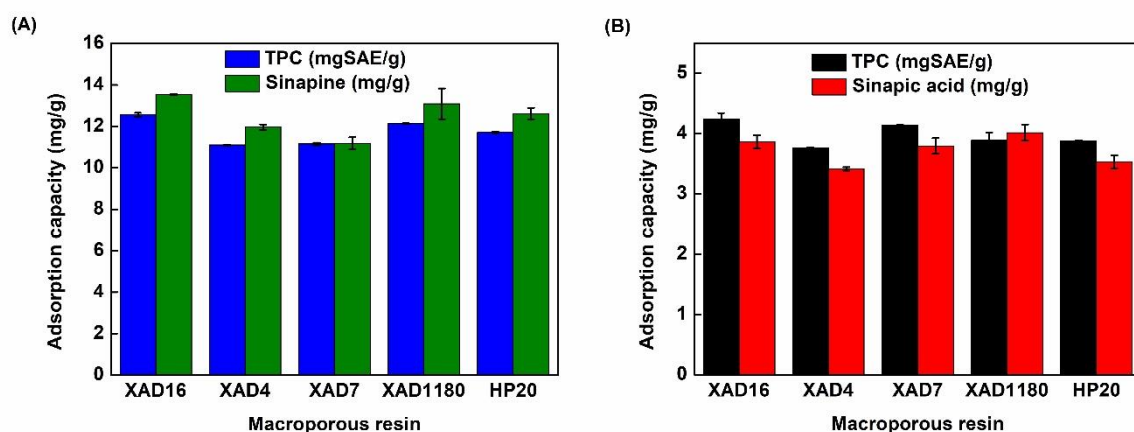 (A)
16
14
12
10
8
6
4
2
0
Adsorption capacity (mg/g)
TPC (mgSAE/g)
Sinapine (mg/g)
XAD16 XAD4 XAD7 XAD1180 HP20
Macroporous resin
(B)
5
4
3
2
1
0
Adsorption capacity (mg/g)
TPC (mgSAE/g)
Sinapic acid (mg/g)
XAD16 XAD4 XAD7 XAD1180 HP20
Macroporous resin